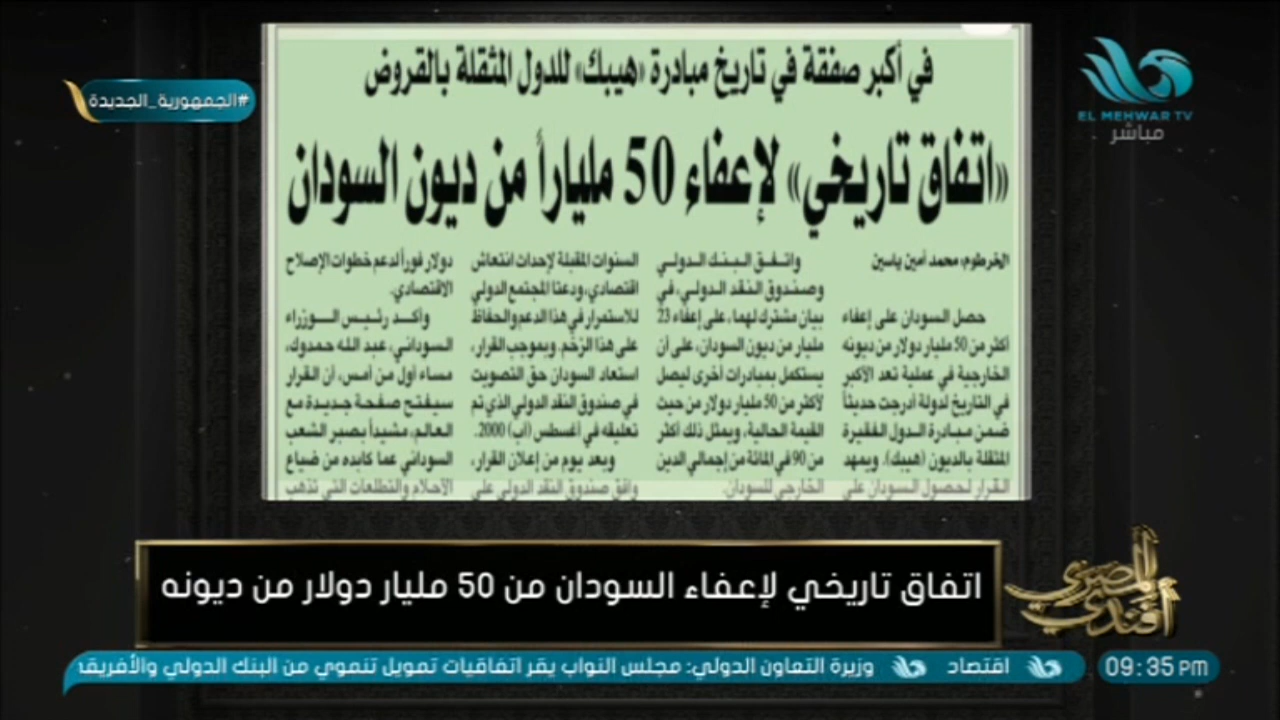 #الجمهورية_الجديدة
EL MEHWAR TV
مباشر
في أكبر صفقة في تاريخ مبادرة «هيبك» للدول المثقلة بالقروض
«اتفاق تاريخي» لإعفاء 50 ملياراً من ديون السودان
الخرطوم: محمد أمين ياسين
حصل السودان على إعفاء
أكثر من 50 مليار دولار من ديونه
الخارجية في عملية تعد الأكبر
في التاريخ لدولة أدرجت حديثاً
ضمن مبادرة الدول الفقيرة
المثقلة بالديون (هيبك). ويمهد
القرار لحصول السودان على
واتفق البنك الدولي
وصندوق النقد الدولي، في
بيان مشترك لهما، على إعفاء 23
مليار من ديون السودان، على أن
يستكمل بمبادرات أخرى ليصل
لأكثر من 50 مليار دولار من حيث
القيمة الحالية، ويمثل ذلك أكثر
من 90 في المائة من إجمالي الدين
الخارجي للسودان.
السنوات المقبلة لإحداث انتعاش
اقتصادي، ودعتا المجتمع الدولي
للاستمرار في هذا الدعم والحفاظ
على هذا الزخم. وبموجب القرار،
استعاد السودان حق التصويت
في صندوق النقد الدولي الذي تم
تعليقه في أغسطس (آب) 2000.
وبعد يوم من إعلان القرار،
وافق صندوق النقد الدولي على
دولار فوراً لدعم خطوات الإصلاح
الاقتصادي.
وأكد رئيس الوزراء
السوداني، عبد الله حمدوك،
مساء أول من أمس، أن القرار
سيفتح صفحة جديدة مع
العالم، مشيداً بصبر الشعب
السوداني عما كابده من ضياع
الأحلام والتطلعات التي تذهب
اتفاق تاريخي لإعفاء السودان من 50 مليار دولار من ديونه
المصري أفندي
اقتصاد وزيرة التعاون الدولي: مجلس النواب يقر اتفاقيات تمويل تنموي من البنك الدولي والأفريقي
09:35 PM